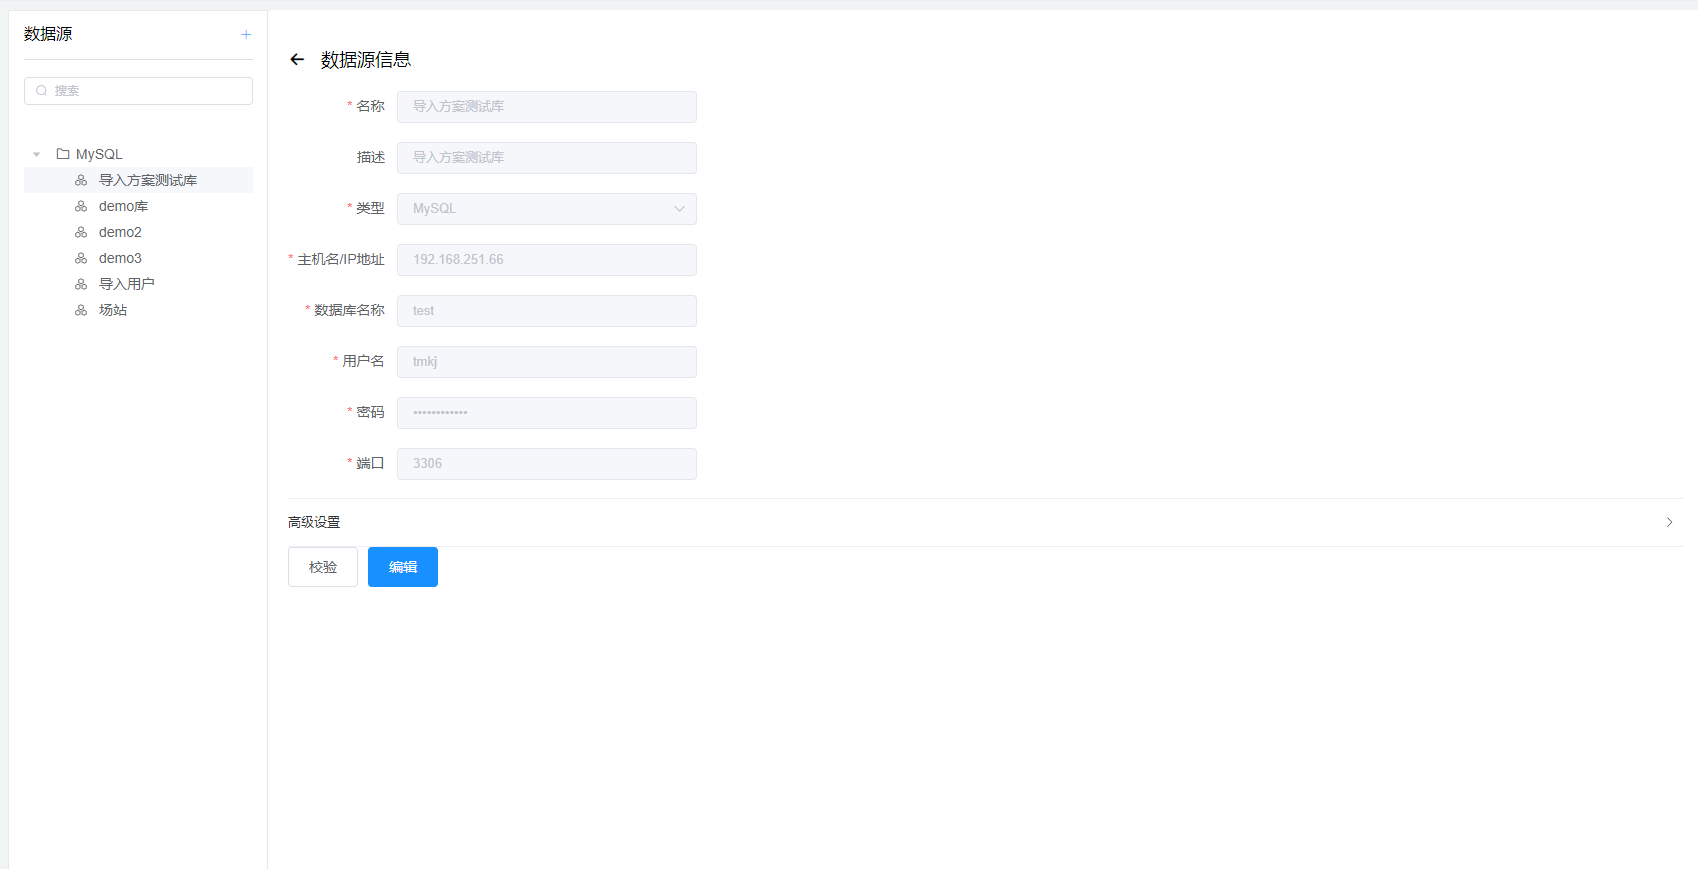 数据源
搜索
MySQL
导入方案测试库
demo库
demo2
demo3
导入用户
场站
数据源信息
* 名称 导入方案测试库
描述 导入方案测试库
* 类型 MySQL
* 主机名/IP地址 192.168.251.66
* 数据库名称 test
* 用户名 tmkj
* 密码 ••••••••••••
* 端口 3306
高级设置
校验 编辑